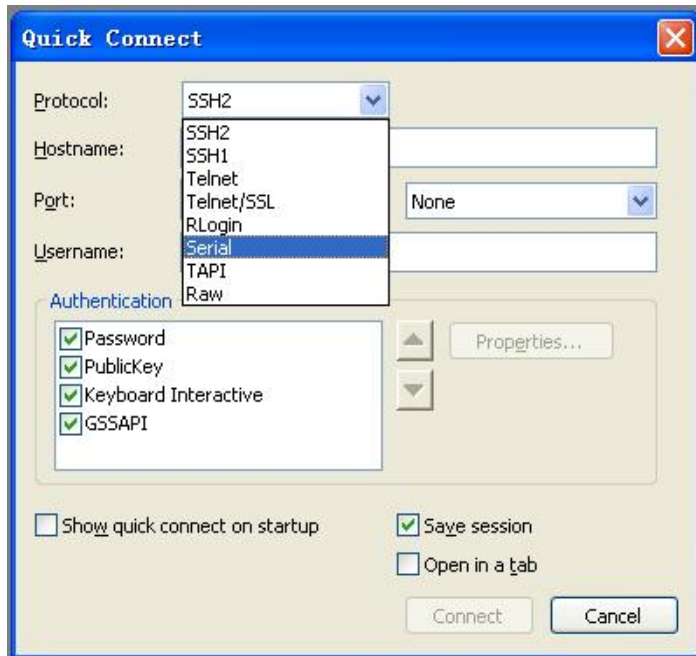 Quick Connect
Protocol: SSH2
SSH2
Hostname:
SSH1
Telnet
Port: Telnet/SSL None
RLogin
Username: Serial
TAPI
Raw
Authentication
Password
PublicKey
Properties...
Keyboard Interactive
GSSAPI
Show quick connect on startup
Save session
Open in a tab
Connect Cancel